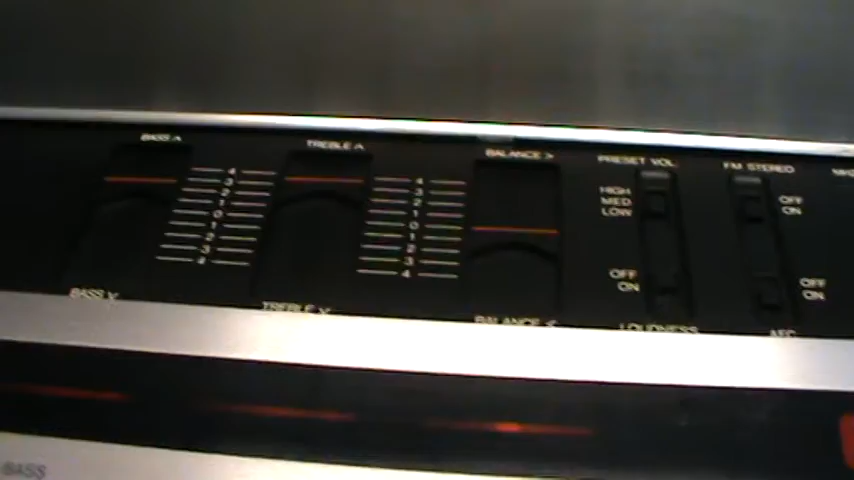 BASS ^
TREBLE ^
BALANCE >
PRESET VOL
FM STEREO
4 3 2 1 0 1 2 3 4
4 3 2 1 0 1 2 3 4
HIGH
MED
LOW
OFF
ON
OFF
ON
OFF
ON
BASS v
TREBLE v
BALANCE <
LOUDNESS
AFC
BASS